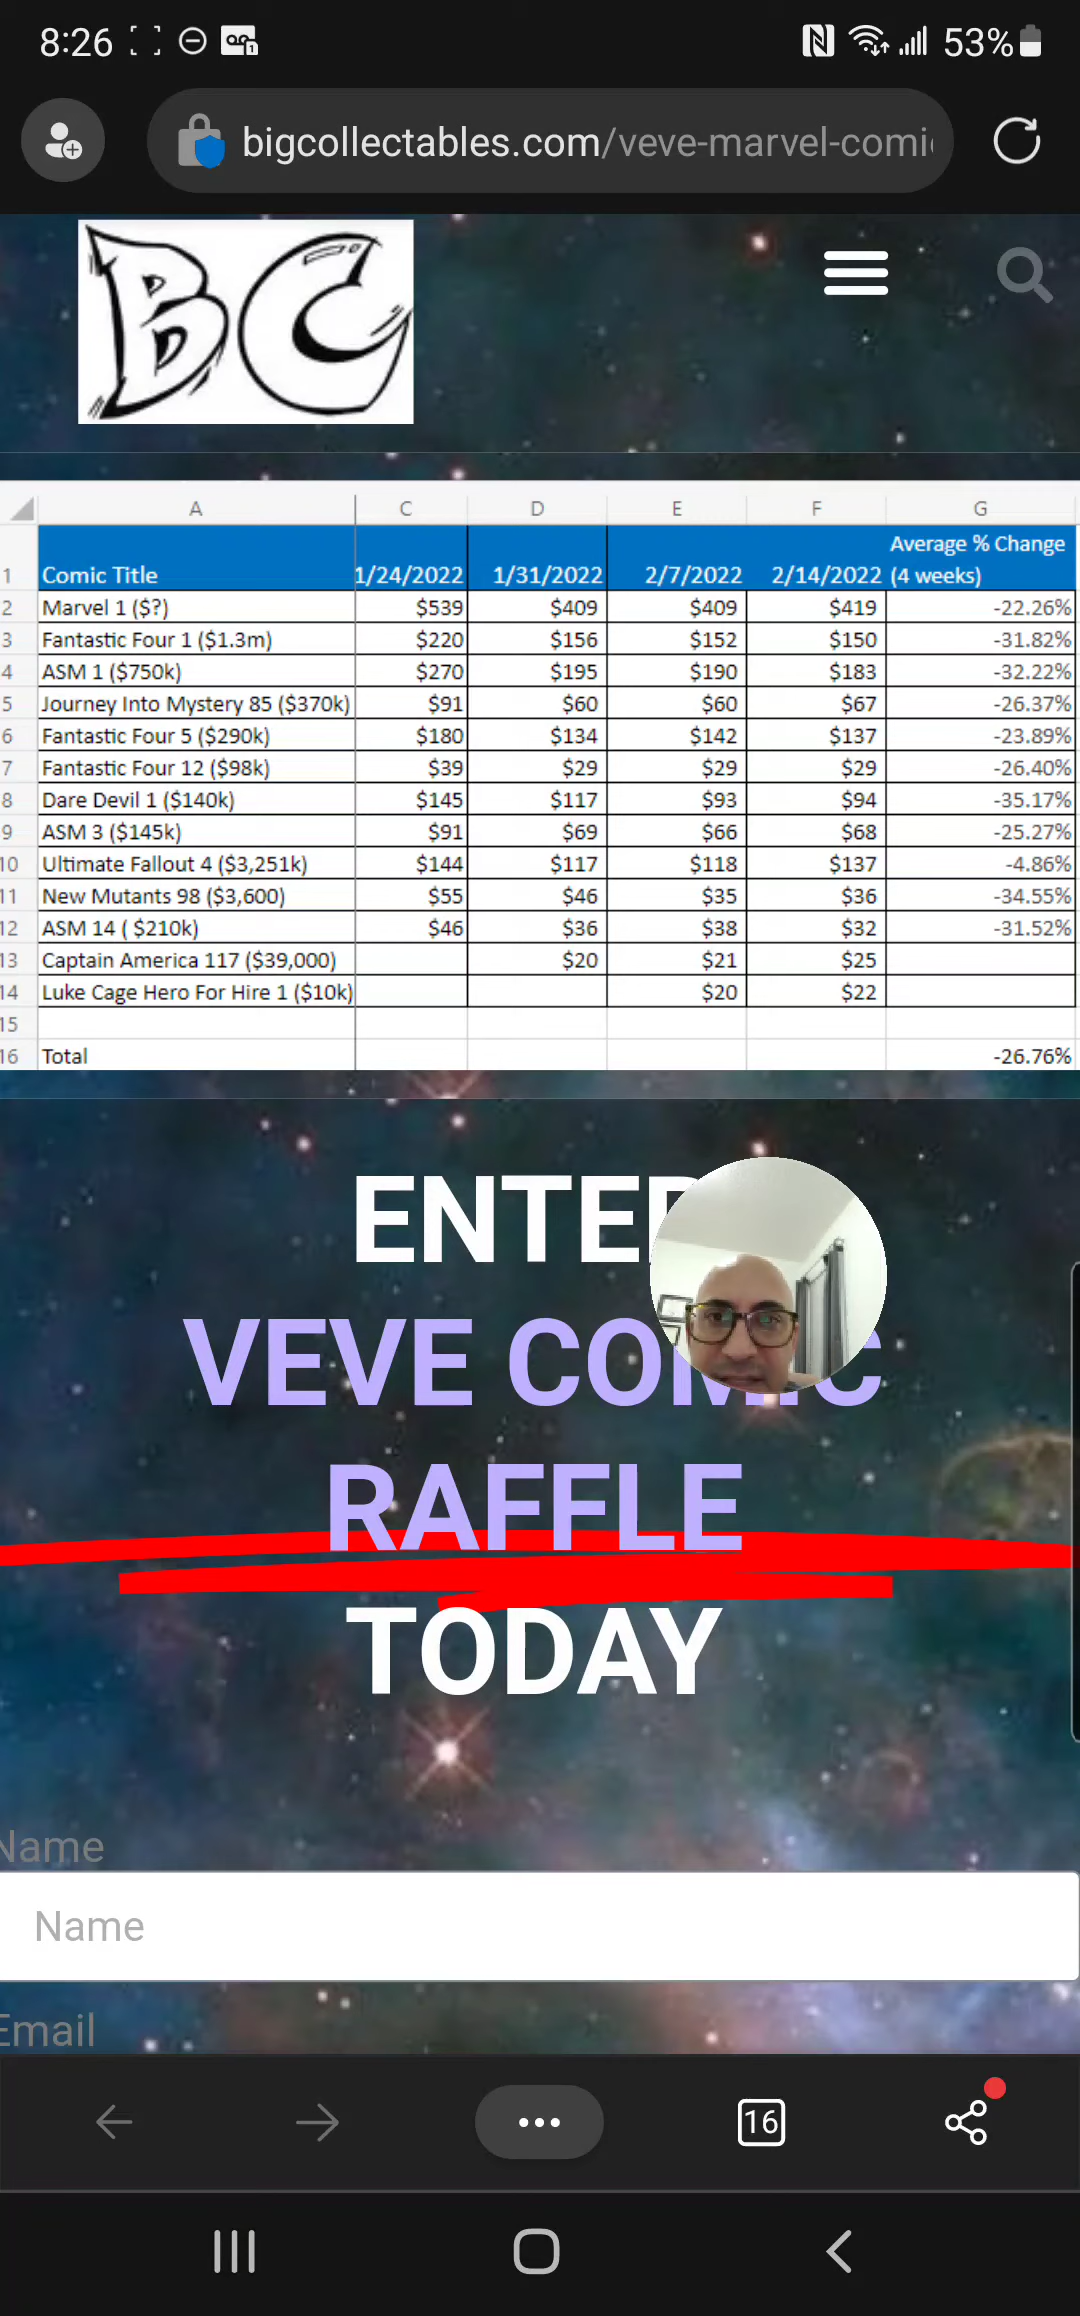 8:26 53%
bigcollectables.com/veve-marvel-comi
BC
A C D E F G
1 Comic Title 1/24/2022 1/31/2022 2/7/2022 2/14/2022 Average % Change (4 weeks)
2 Marvel 1 ($?) $539 $409 $409 $419 -22.26%
3 Fantastic Four 1 ($1.3m) $220 $156 $152 $150 -31.82%
4 ASM 1 ($750k) $270 $195 $190 $183 -32.22%
5 Journey Into Mystery 85 ($370k) $91 $60 $60 $67 -26.37%
6 Fantastic Four 5 ($290k) $180 $134 $142 $137 -23.89%
7 Fantastic Four 12 ($98k) $39 $29 $29 $29 -26.40%
8 Dare Devil 1 ($140k) $145 $117 $93 $94 -35.17%
9 ASM 3 ($145k) $91 $69 $66 $68 -25.27%
10 Ultimate Fallout 4 ($3,251k) $144 $117 $118 $137 -4.86%
11 New Mutants 98 ($3,600) $55 $46 $35 $36 -34.55%
12 ASM 14 ( $210k) $46 $36 $38 $32 -31.52%
13 Captain America 117 ($39,000) $20 $21 $25
14 Luke Cage Hero For Hire 1 ($10k) $20 $22
15
16 Total -26.76%
ENTER
VEVE COMIC
RAFFLE
TODAY
Name
Name
Email
16